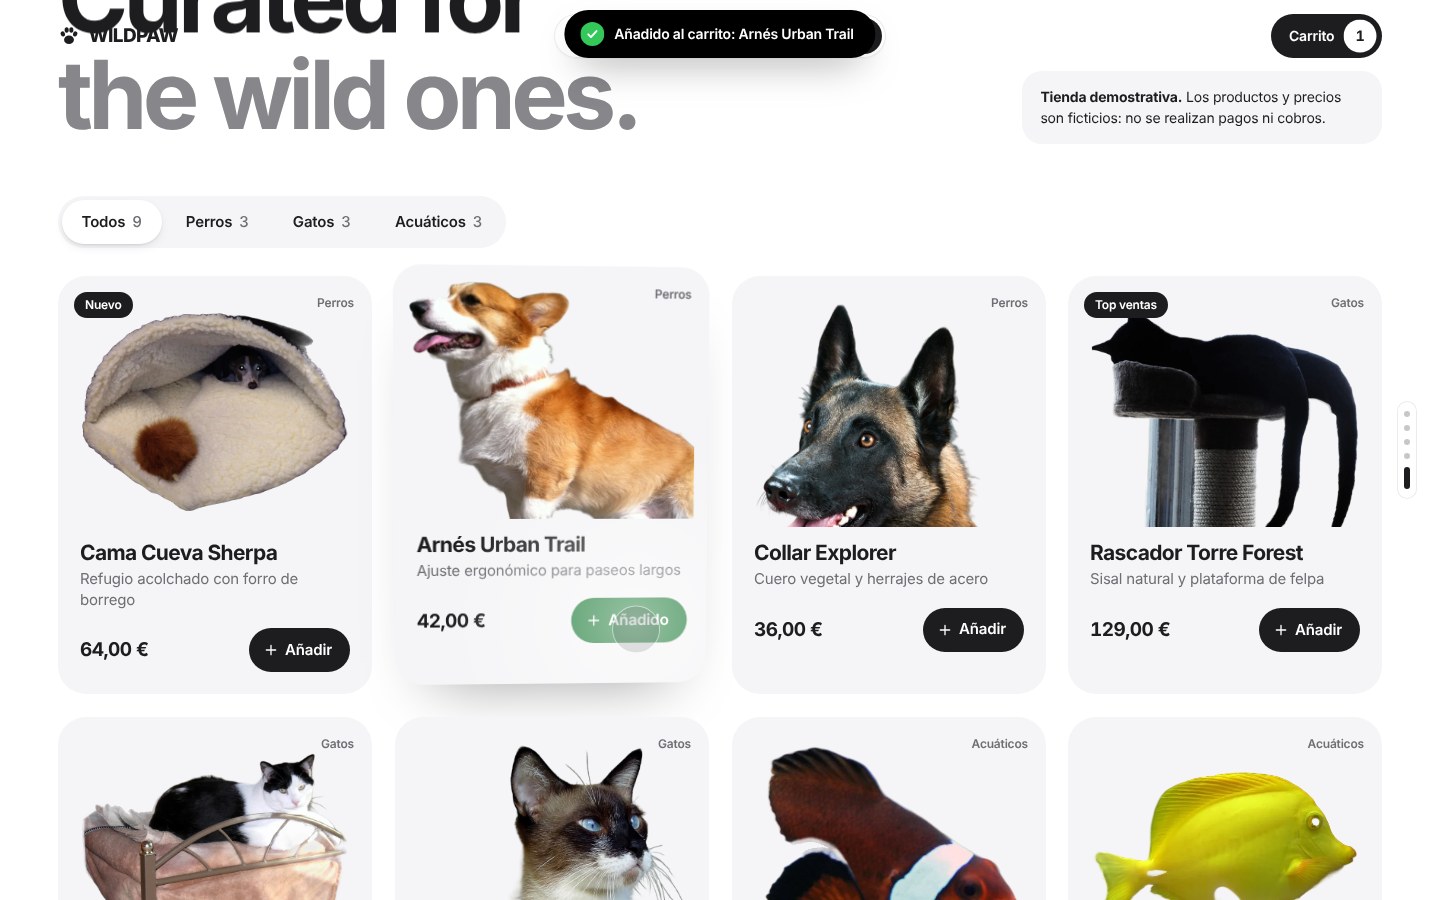 Curated for
WILDPAW
Añadido al carrito: Arnés Urban Trail
Carrito 1
the wild ones.
Tienda demostrativa. Los productos y precios
son ficticios: no se realizan pagos ni cobros.
Todos 9
Perros 3
Gatos 3
Acuáticos 3
Nuevo
Perros
Cama Cueva Sherpa
Refugio acolchado con forro de
borrego
64,00 €
+ Añadir
Perros
Arnés Urban Trail
Ajuste ergonómico para paseos largos
42,00 €
+ Añadido
Perros
Collar Explorer
Cuero vegetal y herrajes de acero
36,00 €
+ Añadir
Top ventas
Gatos
Rascador Torre Forest
Sisal natural y plataforma de felpa
129,00 €
+ Añadir
Gatos
Gatos
Acuáticos
Acuáticos